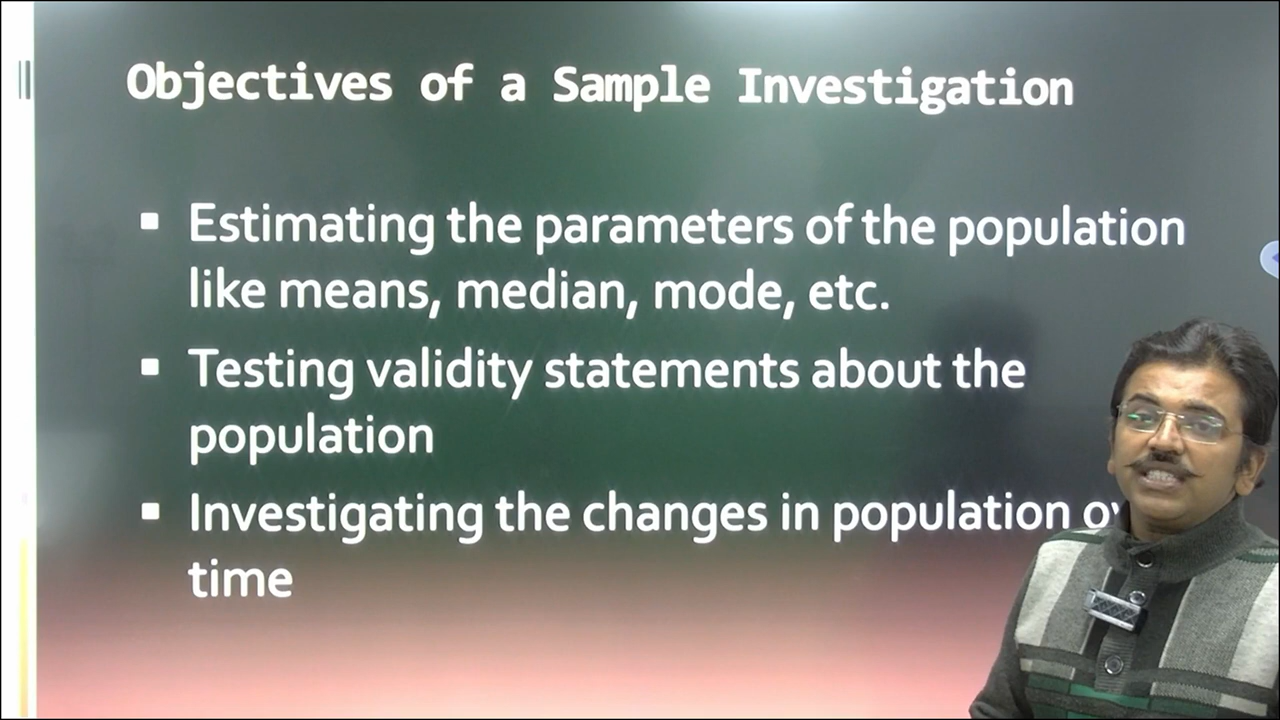 Objectives of a Sample Investigation
▪ Estimating the parameters of the population
like means, median, mode, etc.
▪ Testing validity statements about the
population
▪ Investigating the changes in population
time